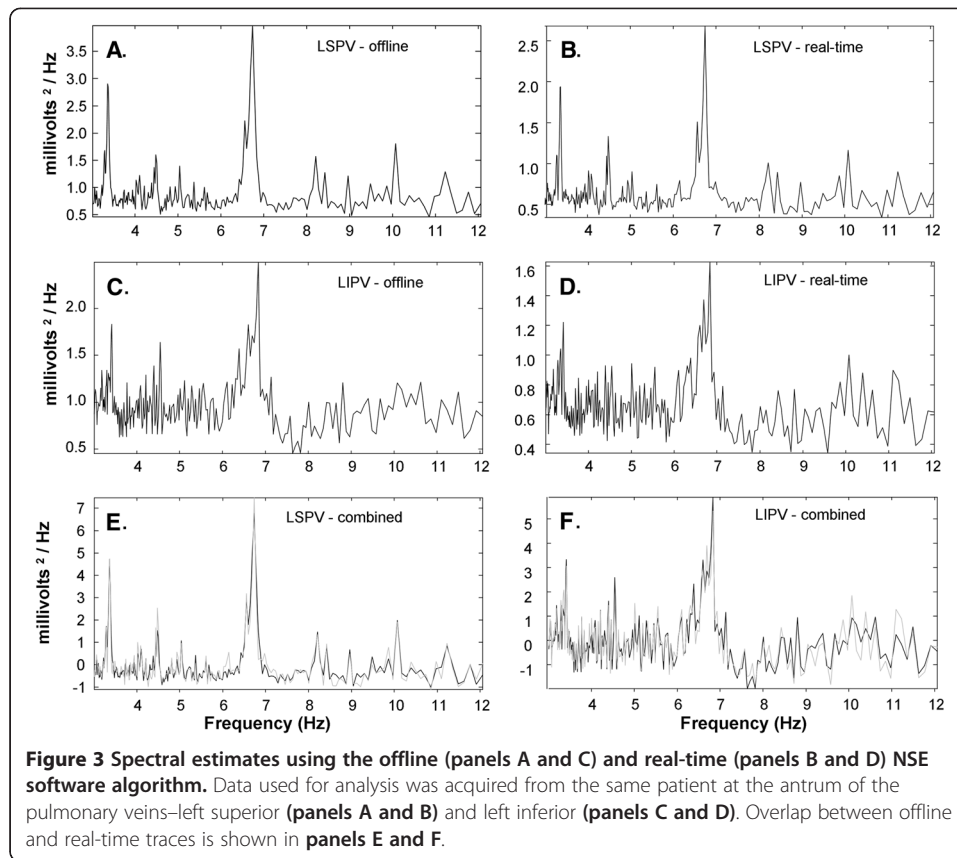 A.
LSPV - offline
millivolts ² / Hz
3.5
3.0
2.5
2.0
1.5
1.0
0.5
4 5 6 7 8 9 10 11 12
B.
LSPV - real-time
2.5
2.0
1.5
1.0
0.5
4 5 6 7 8 9 10 11 12
C.
LIPV - offline
millivolts ² / Hz
2.0
1.5
1.0
0.5
4 5 6 7 8 9 10 11 12
D.
LIPV - real-time
1.6
1.4
1.2
1.0
0.8
0.6
0.4
4 5 6 7 8 9 10 11 12
E.
LSPV - combined
millivolts ² / Hz
7
6
5
4
3
2
1
0
-1
4 5 6 7 8 9 10 11 12
Frequency (Hz)
F.
LIPV - combined
5
4
3
2
1
0
-1
4 5 6 7 8 9 10 11 12
Frequency (Hz)
Figure 3 Spectral estimates using the offline (panels A and C) and real-time (panels B and D) NSE
software algorithm. Data used for analysis was acquired from the same patient at the antrum of the
pulmonary veins–left superior (panels A and B) and left inferior (panels C and D). Overlap between offline
and real-time traces is shown in panels E and F.